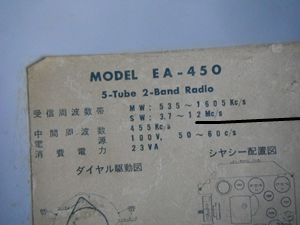 MODEL EA-450
5-Tube 2-Band Radio
受信周波数帯 MW: 535~1605Kc/s
SW: 3.7~12Mc/s
中間周波数 455Kc/s
電源 100V, 50-60c/s
消費電力 23VA
ダイヤル駆動図 シヤシー配置図